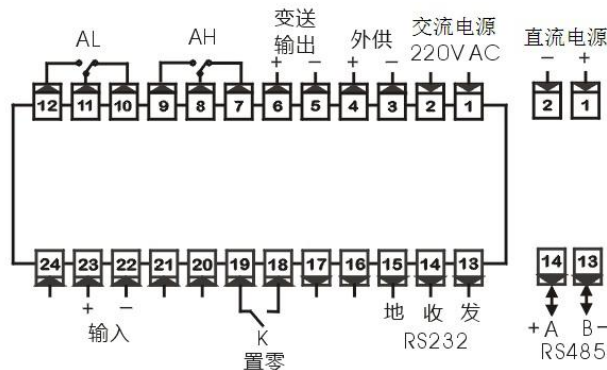 AL AH 变送 外供 交流电源 直流电源
输出 220V AC
+ − + − − +
12 11 10 9 8 7 6 5 4 3 2 1 2 1
24 23 22 21 20 19 18 17 16 15 14 13 14 13
+ − 地 收 发 +A B−
输入 K RS232 RS485
置零